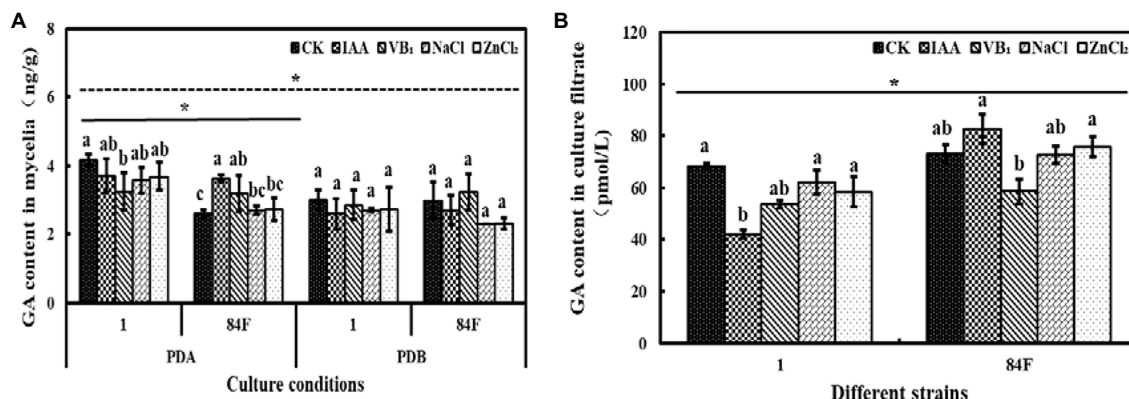 A
GA content in mycelia (ng/g)
8
6
4
2
0
CK IAA VB1 NaCl ZnCl2
*
*
a ab b ab ab
c a ab bc bc
a a a a a
a a a a a
1 84F 1 84F
PDA PDB
Culture conditions
B
GA content in culture filtrate
(pmol/L)
120
100
80
60
40
20
0
CK IAA VB1 NaCl ZnCl2
*
a b ab a a
ab a b ab a
1 84F
Different strains